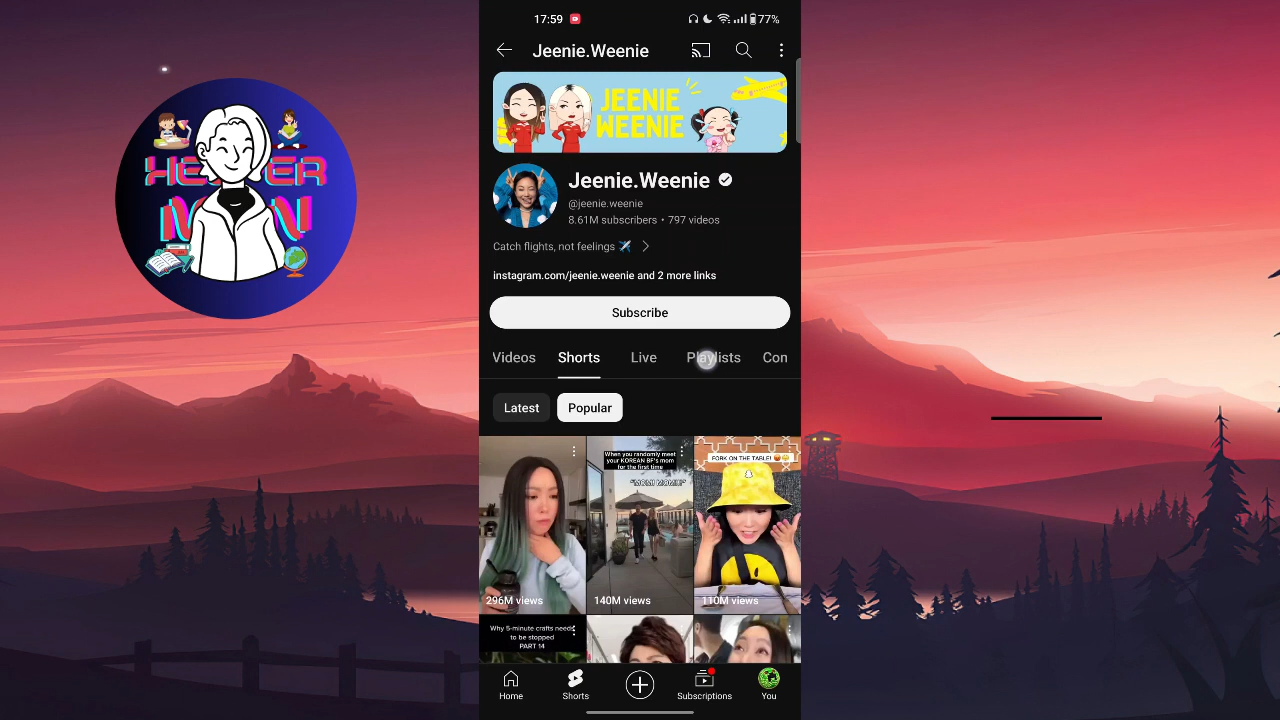 17:59
77%
Jeenie.Weenie
JEENIE
WEENIE
Jeenie.Weenie
@jeenie.weenie
8.61M subscribers • 797 videos
Catch flights, not feelings
instagram.com/jeenie.weenie and 2 more links
Subscribe
Videos Shorts Live Playlists Con
Latest Popular
When you randomly meet
your KOREAN BF's mom
for the first time
"MOMI MOMI!"
FORK ON THE TABLE!
296M views 140M views 110M views
Why 5-minute crafts needs
to be stopped
PART 14
Home Shorts Subscriptions You